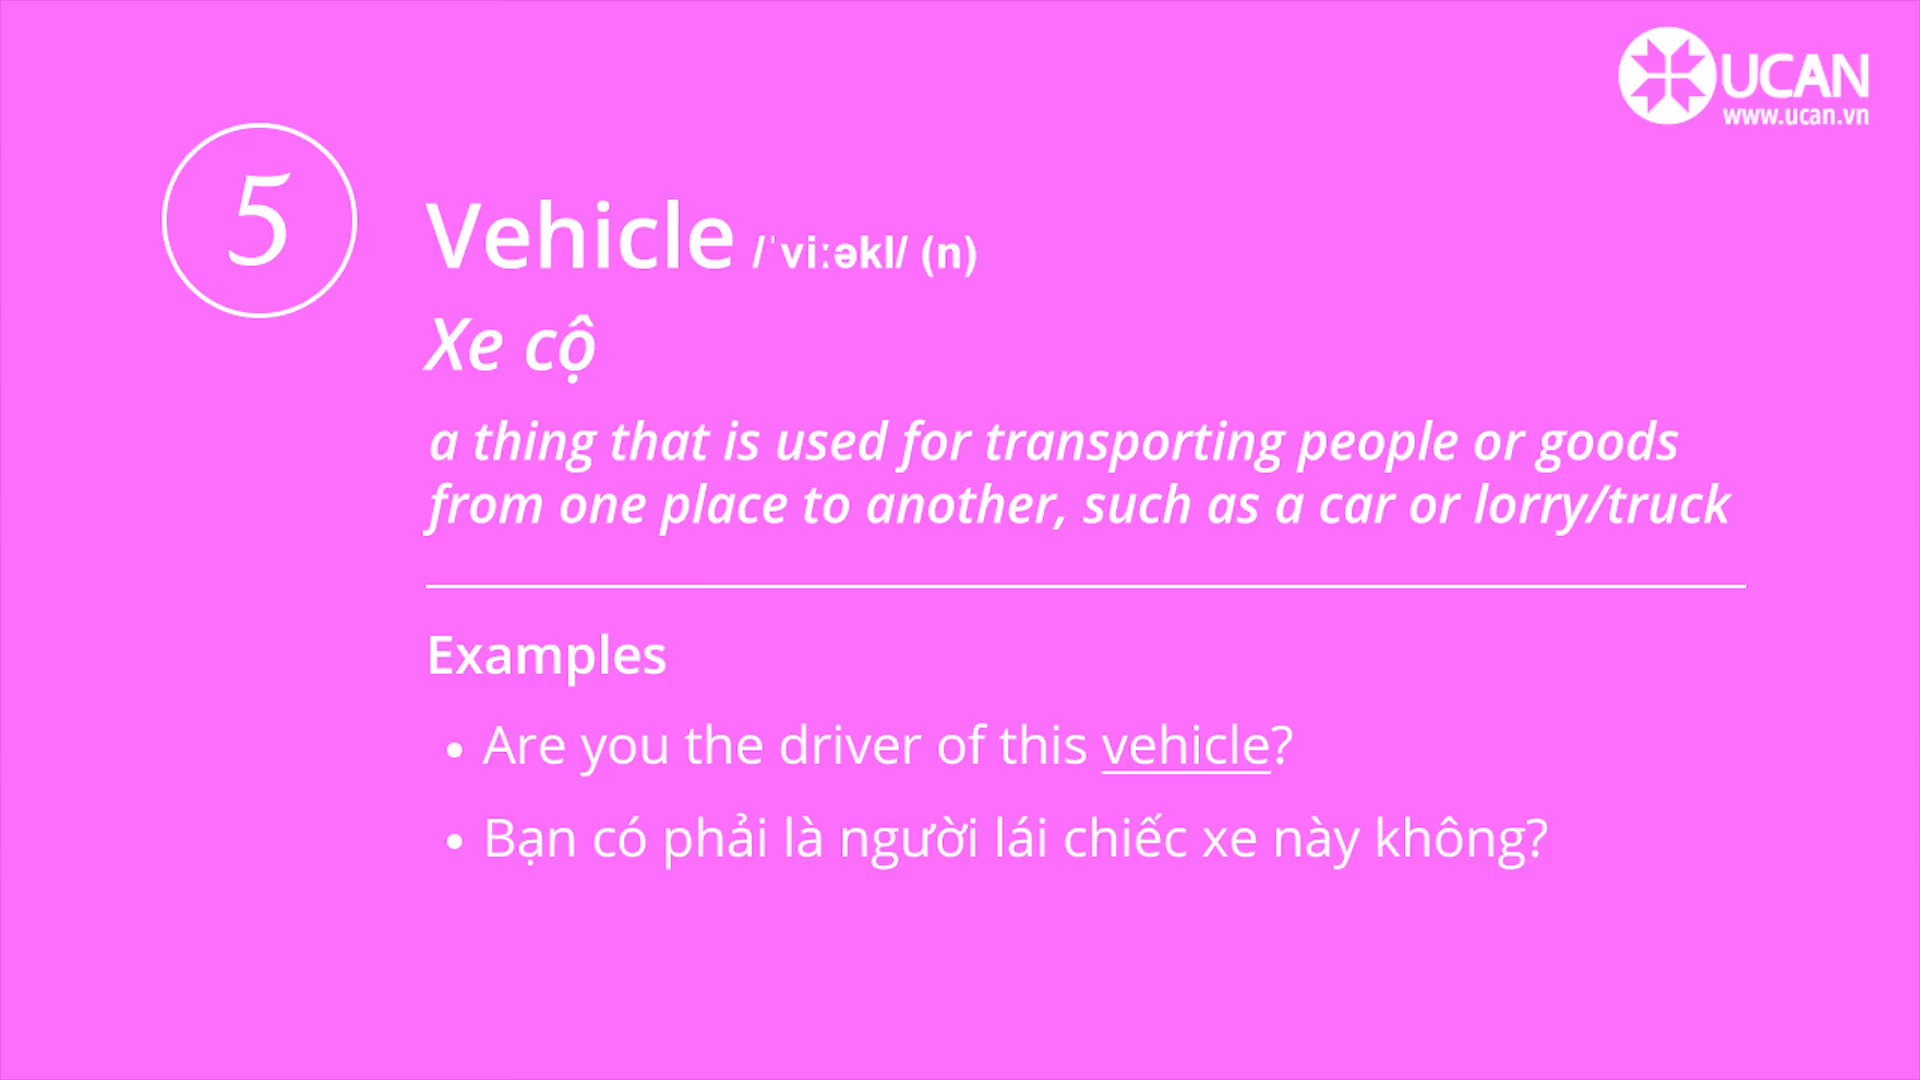 UCAN
www.ucan.vn
5
Vehicle /ˈviːəkl/ (n)
Xe cộ
a thing that is used for transporting people or goods
from one place to another, such as a car or lorry/truck
Examples
• Are you the driver of this vehicle?
• Bạn có phải là người lái chiếc xe này không?